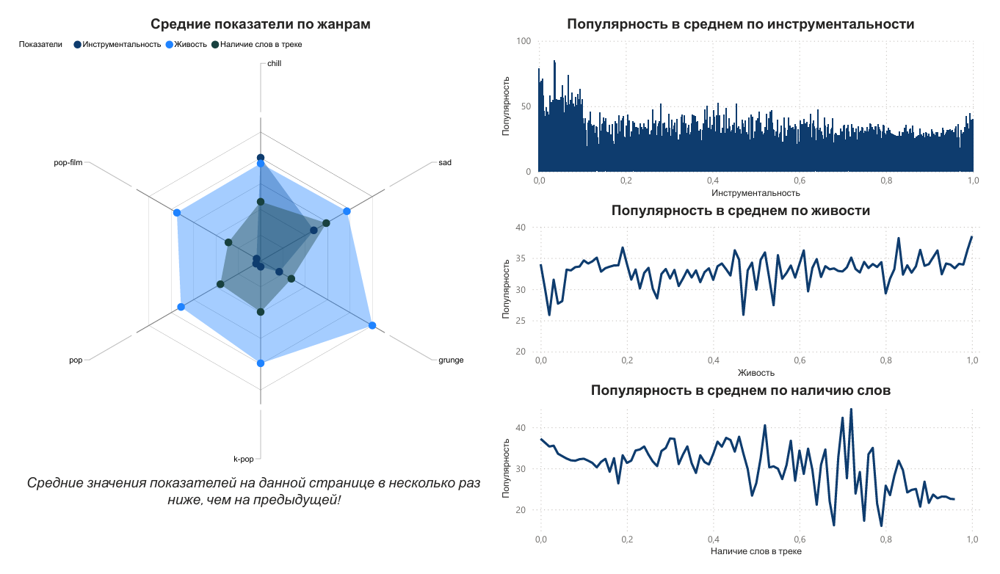 Средние показатели по жанрам
Показатели Инструментальность Живость Наличие слов в треке
chill
pop-film
sad
pop
grunge
k-pop
Средние значения показателей на данной странице в несколько раз
ниже, чем на предыдущей!
Популярность в среднем по инструментальности
Популярность
100
50
0
0,0 0,2 0,4 0,6 0,8 1,0
Инструментальность
Популярность в среднем по живости
Популярность
40
35
30
25
20
0,0 0,2 0,4 0,6 0,8 1,0
Живость
Популярность в среднем по наличию слов
Популярность
40
30
20
0,0 0,2 0,4 0,6 0,8 1,0
Наличие слов в треке